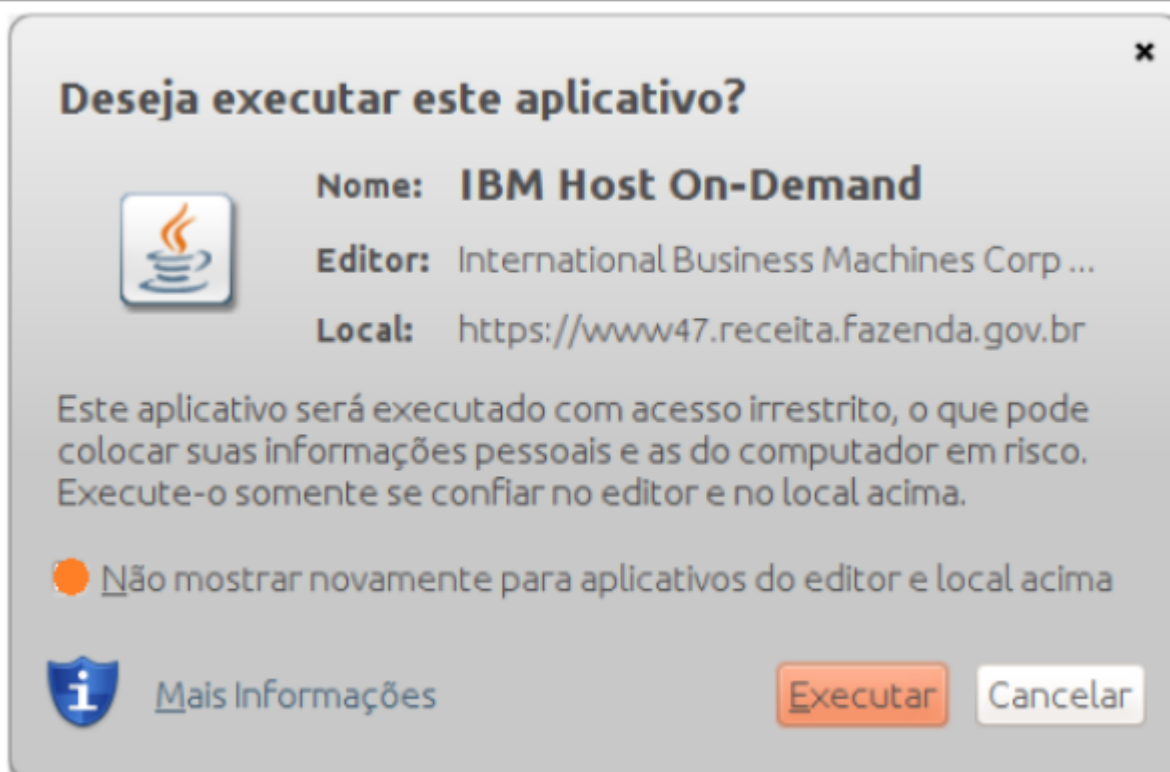 Deseja executar este aplicativo?
Nome: IBM Host On-Demand
Editor: International Business Machines Corp ...
Local: https://www47.receita.fazenda.gov.br
Este aplicativo será executado com acesso irrestrito, o que pode
colocar suas informações pessoais e as do computador em risco.
Execute-o somente se confiar no editor e no local acima.
Não mostrar novamente para aplicativos do editor e local acima
Mais Informações
Executar
Cancelar